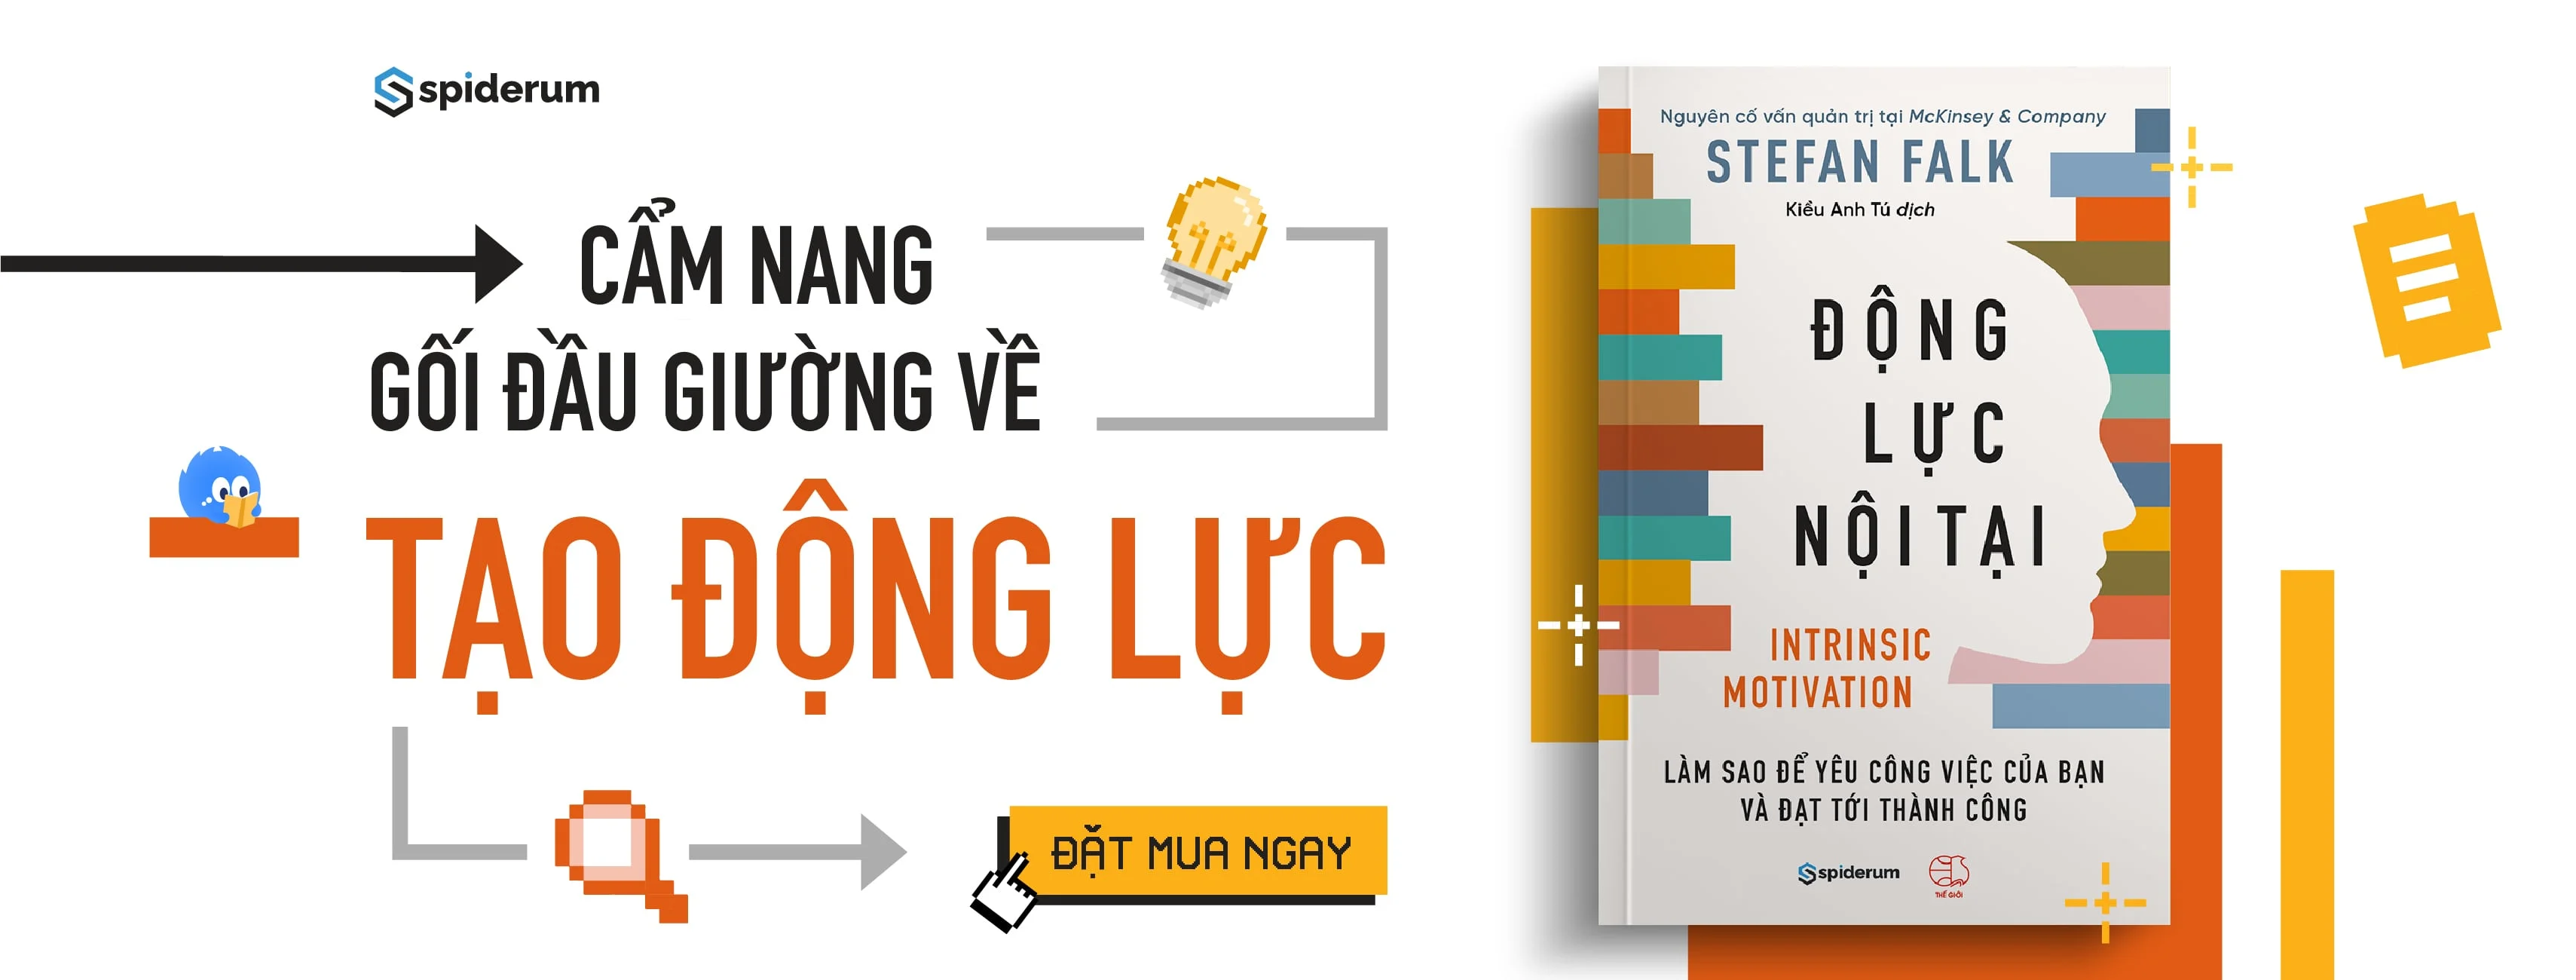 spiderum
CẨM NANG
GỐI ĐẦU GIƯỜNG VỀ
TẠO ĐỘNG LỰC
ĐẶT MUA NGAY
Nguyên cố vấn quản trị tại McKinsey & Company
STEFAN FALK
Kiều Anh Tú dịch
ĐỘNG
LỰC
NỘI TẠI
INTRINSIC
MOTIVATION
LÀM SAO ĐỂ YÊU CÔNG VIỆC CỦA BẠN
VÀ ĐẠT TỚI THÀNH CÔNG
spiderum
THẾ GIỚI